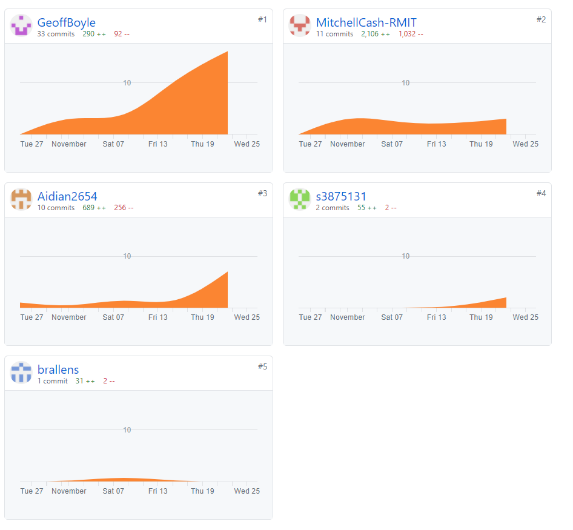 GeoffBoyle #1
33 commits 290 ++ 92 --
10
Tue 27 November Sat 07 Fri 13 Thu 19 Wed 25
MitchellCash-RMIT #2
11 commits 2,106 ++ 1,032 --
10
Tue 27 November Sat 07 Fri 13 Thu 19 Wed 25
Aidian2654 #3
10 commits 689 ++ 256 --
10
Tue 27 November Sat 07 Fri 13 Thu 19 Wed 25
s3875131 #4
2 commits 55 ++ 2 --
10
Tue 27 November Sat 07 Fri 13 Thu 19 Wed 25
brallens #5
1 commit 31 ++ 2 --
10
Tue 27 November Sat 07 Fri 13 Thu 19 Wed 25